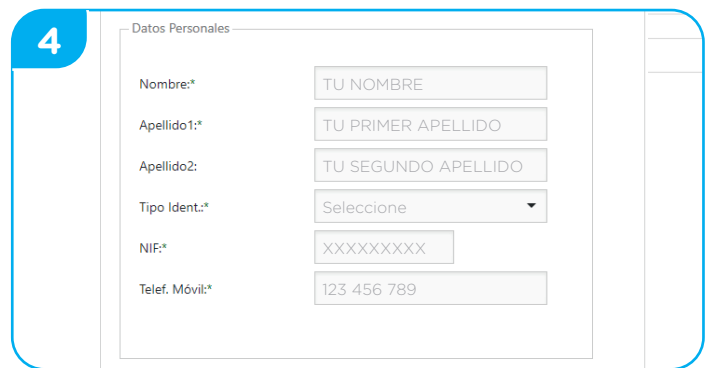 4
Datos Personales
Nombre:* TU NOMBRE
Apellido1:* TU PRIMER APELLIDO
Apellido2: TU SEGUNDO APELLIDO
Tipo Ident.:* Seleccione
NIF:* XXXXXXXXX
Telef. Móvil:* 123 456 789